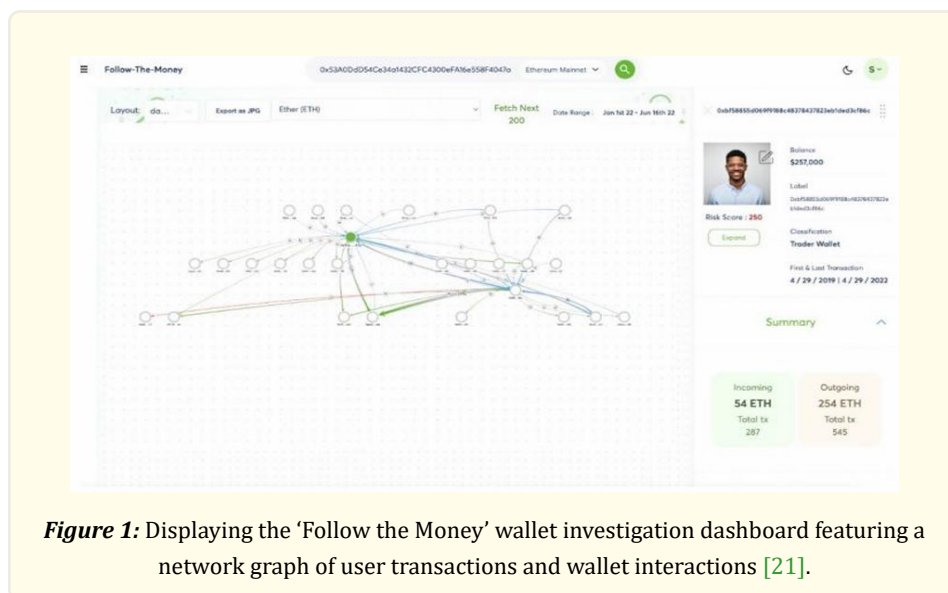 Follow-The-Money
0x53A0DdD54Ce34a1432CFC4300eFA16e558F4047a Ethereum Mainnet
S
Layout: da...
Export as JPG
Ether (ETH)
Fetch Next
200
Date Range : Jan 1st 22 - Jun 16th 22
Balance
$257,000
Label
Risk Score : 250
Expand
Classification
Trader Wallet
First & Last Transaction
4 / 29 / 2019 | 4 / 29 / 2022
Summary
Incoming
54 ETH
Total tx
287
Outgoing
254 ETH
Total tx
545
Figure 1: Displaying the ‘Follow the Money’ wallet investigation dashboard featuring a
network graph of user transactions and wallet interactions [21].